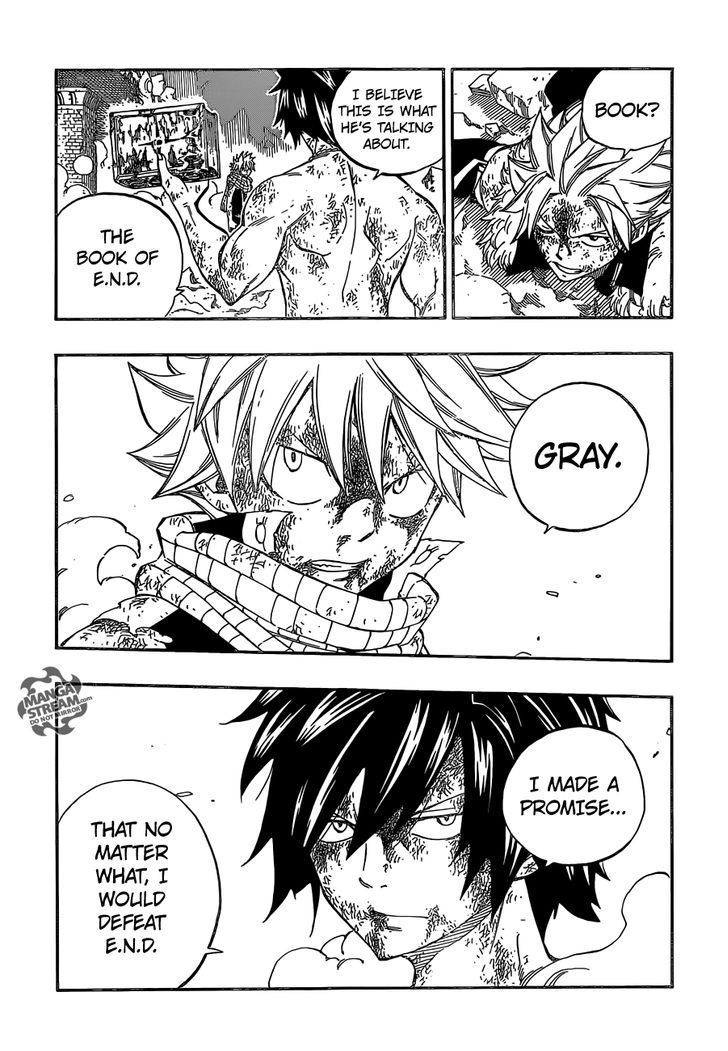 BOOK?
I BELIEVE
THIS IS WHAT
HE'S TALKING
ABOUT.
THE
BOOK OF
E.N.D.
GRAY.
MANGA
STREAM.com
DO NOT MIRROR!
I MADE A
PROMISE...
THAT NO
MATTER
WHAT, I
WOULD
DEFEAT
E.N.D.